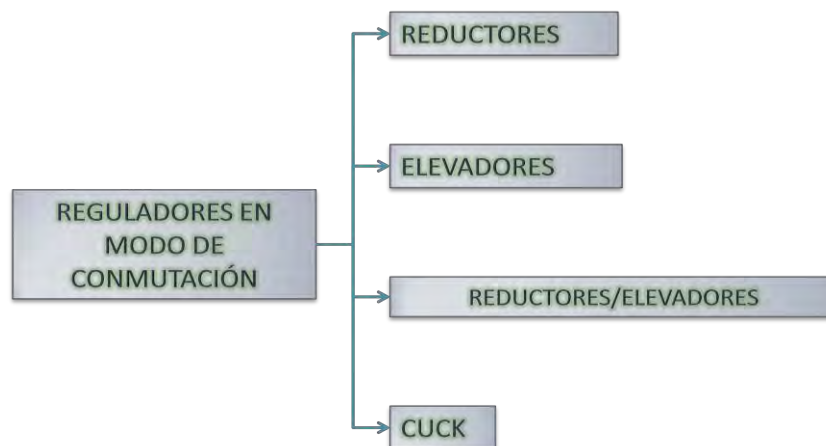 REDUCTORES
ELEVADORES
REGULADORES EN
MODO DE
CONMUTACIÓN
REDUCTORES/ELEVADORES
CUCK